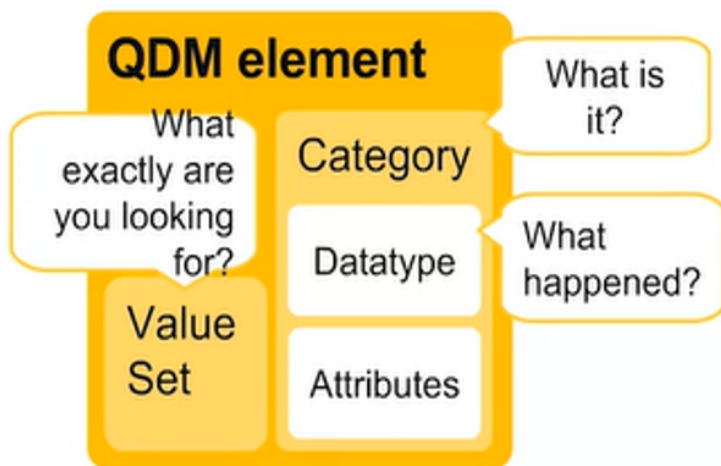 QDM element
What is
it?
What
exactly are
you looking
for?
Category
Datatype
What
happened?
Value
Set
Attributes